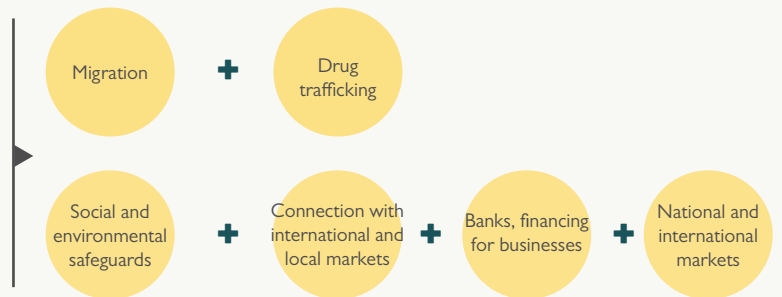 Migration
Drug
trafficking
Social and
environmental
safeguards
Connection with
international and
local markets
Banks, financing
for businesses
National and
international
markets